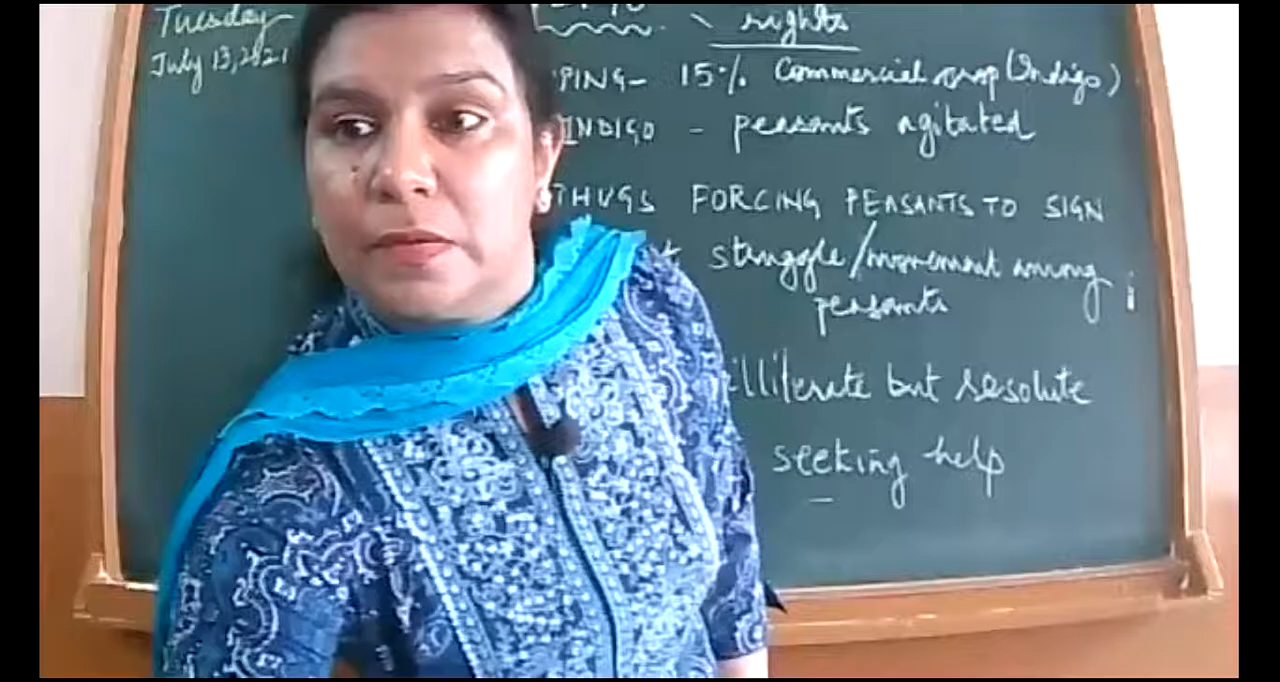 Tuesday
July 13, 2021
rights
PING- 15% Commercial crop (Indigo)
INDIGO - peasants agitated
THUGS FORCING PEASANTS TO SIGN
struggle/movement among
peasants
illiterate but resolute
seeking help